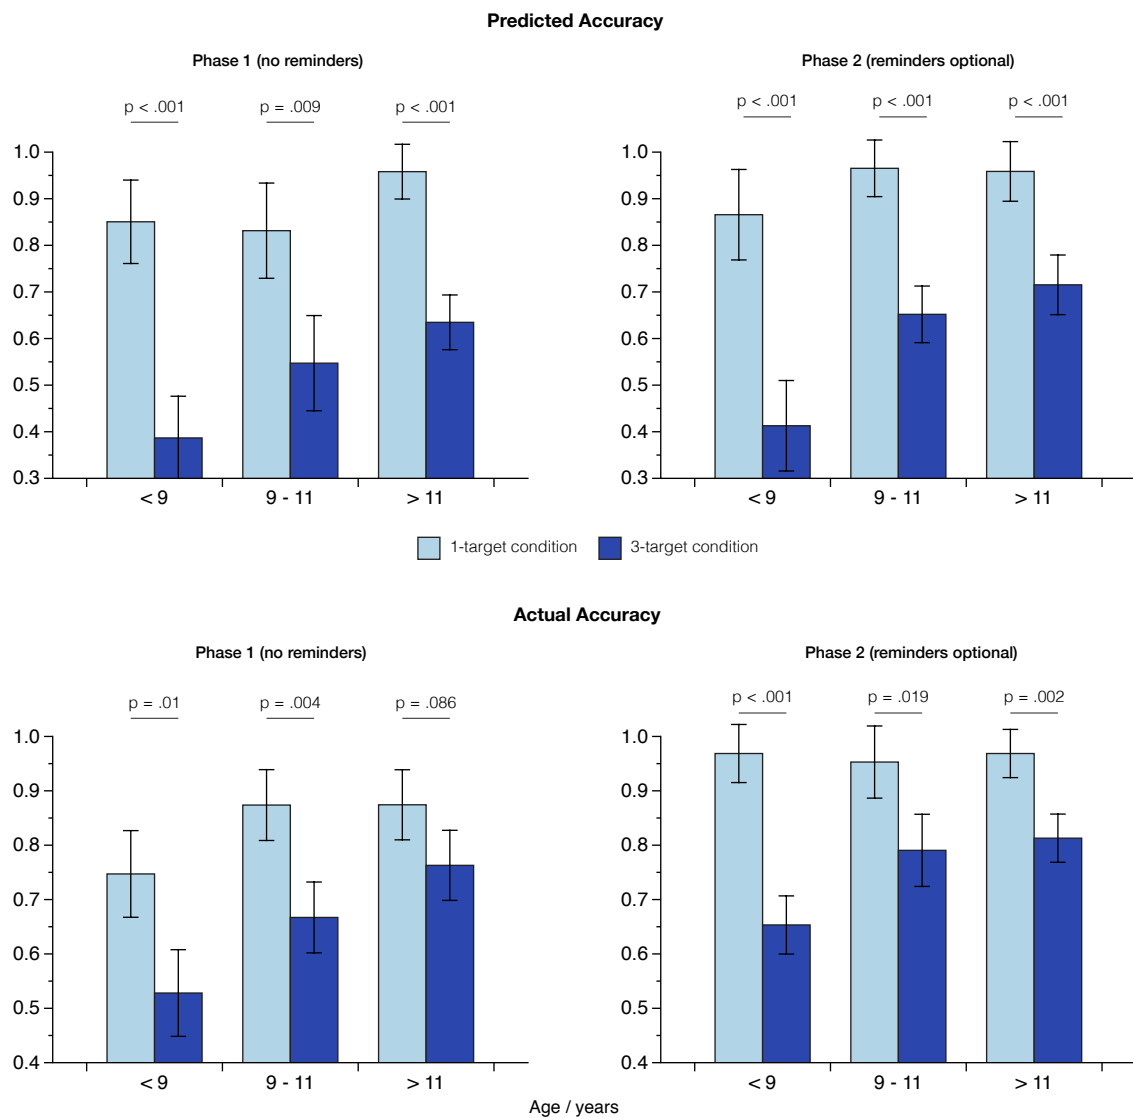 Predicted Accuracy
Phase 1 (no reminders)
p < .001
p = .009
p < .001
1.0
0.9
0.8
0.7
0.6
0.5
0.4
0.3
< 9
9 - 11
> 11
Phase 2 (reminders optional)
p < .001
p < .001
p < .001
1.0
0.9
0.8
0.7
0.6
0.5
0.4
0.3
< 9
9 - 11
> 11
1-target condition
3-target condition
Actual Accuracy
Phase 1 (no reminders)
p = .01
p = .004
p = .086
1.0
0.9
0.8
0.7
0.6
0.5
0.4
< 9
9 - 11
> 11
Phase 2 (reminders optional)
p < .001
p = .019
p = .002
1.0
0.9
0.8
0.7
0.6
0.5
0.4
< 9
9 - 11
> 11
Age / years